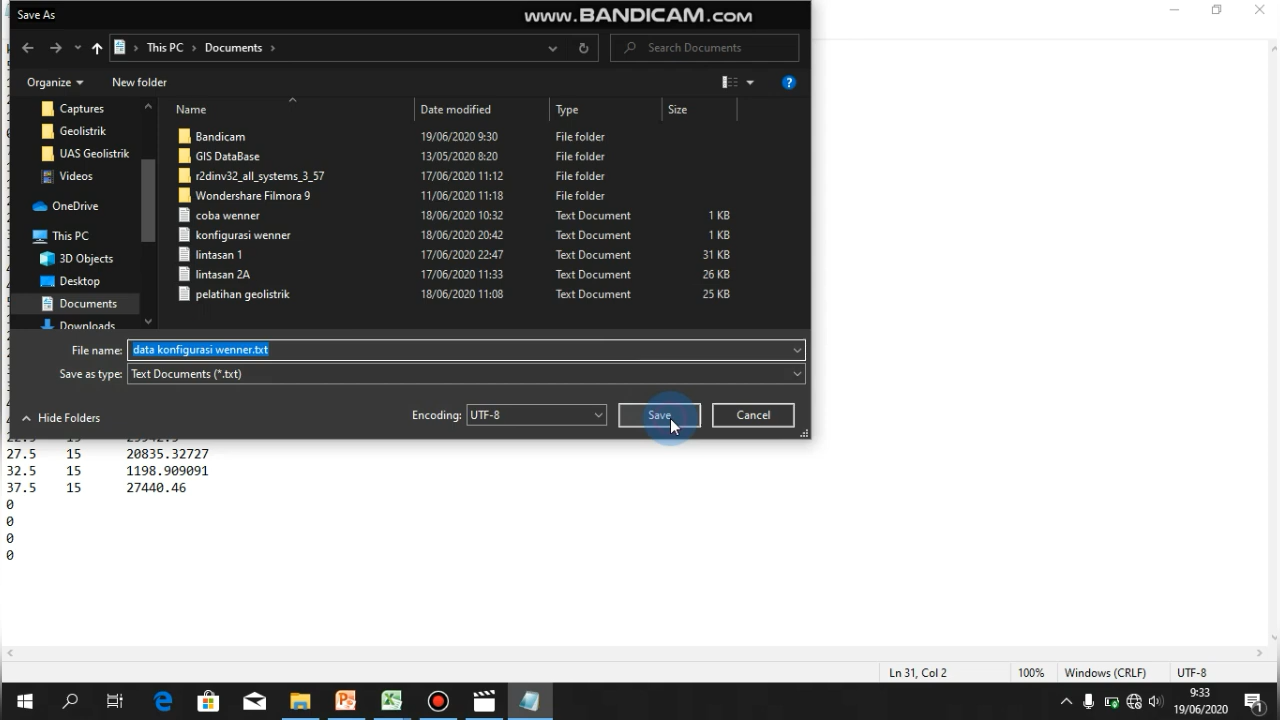 Save As
www.BANDICAM.com
This PC > Documents >
Search Documents
Organize
New folder
Captures
Geolistrik
UAS Geolistrik
Videos
OneDrive
This PC
3D Objects
Desktop
Documents
Downloads
Name Date modified Type Size
Bandicam 19/06/2020 9:30 File folder
GIS DataBase 13/05/2020 8:20 File folder
r2dinv32_all_systems_3_57 17/06/2020 11:12 File folder
Wondershare Filmora 9 11/06/2020 11:18 File folder
coba wenner 18/06/2020 10:32 Text Document 1 KB
konfigurasi wenner 18/06/2020 20:42 Text Document 1 KB
lintasan 1 17/06/2020 22:47 Text Document 31 KB
lintasan 2A 17/06/2020 11:33 Text Document 26 KB
pelatihan geolistrik 18/06/2020 11:08 Text Document 25 KB
File name: data konfigurasi wenner.txt
Save as type: Text Documents (*.txt)
Hide Folders
Encoding: UTF-8
Save
Cancel
27.5 15 20835.32727
32.5 15 1198.909091
37.5 15 27440.46
0
0
0
0
Ln 31, Col 2
100%
Windows (CRLF)
UTF-8
9:33
19/06/2020
1